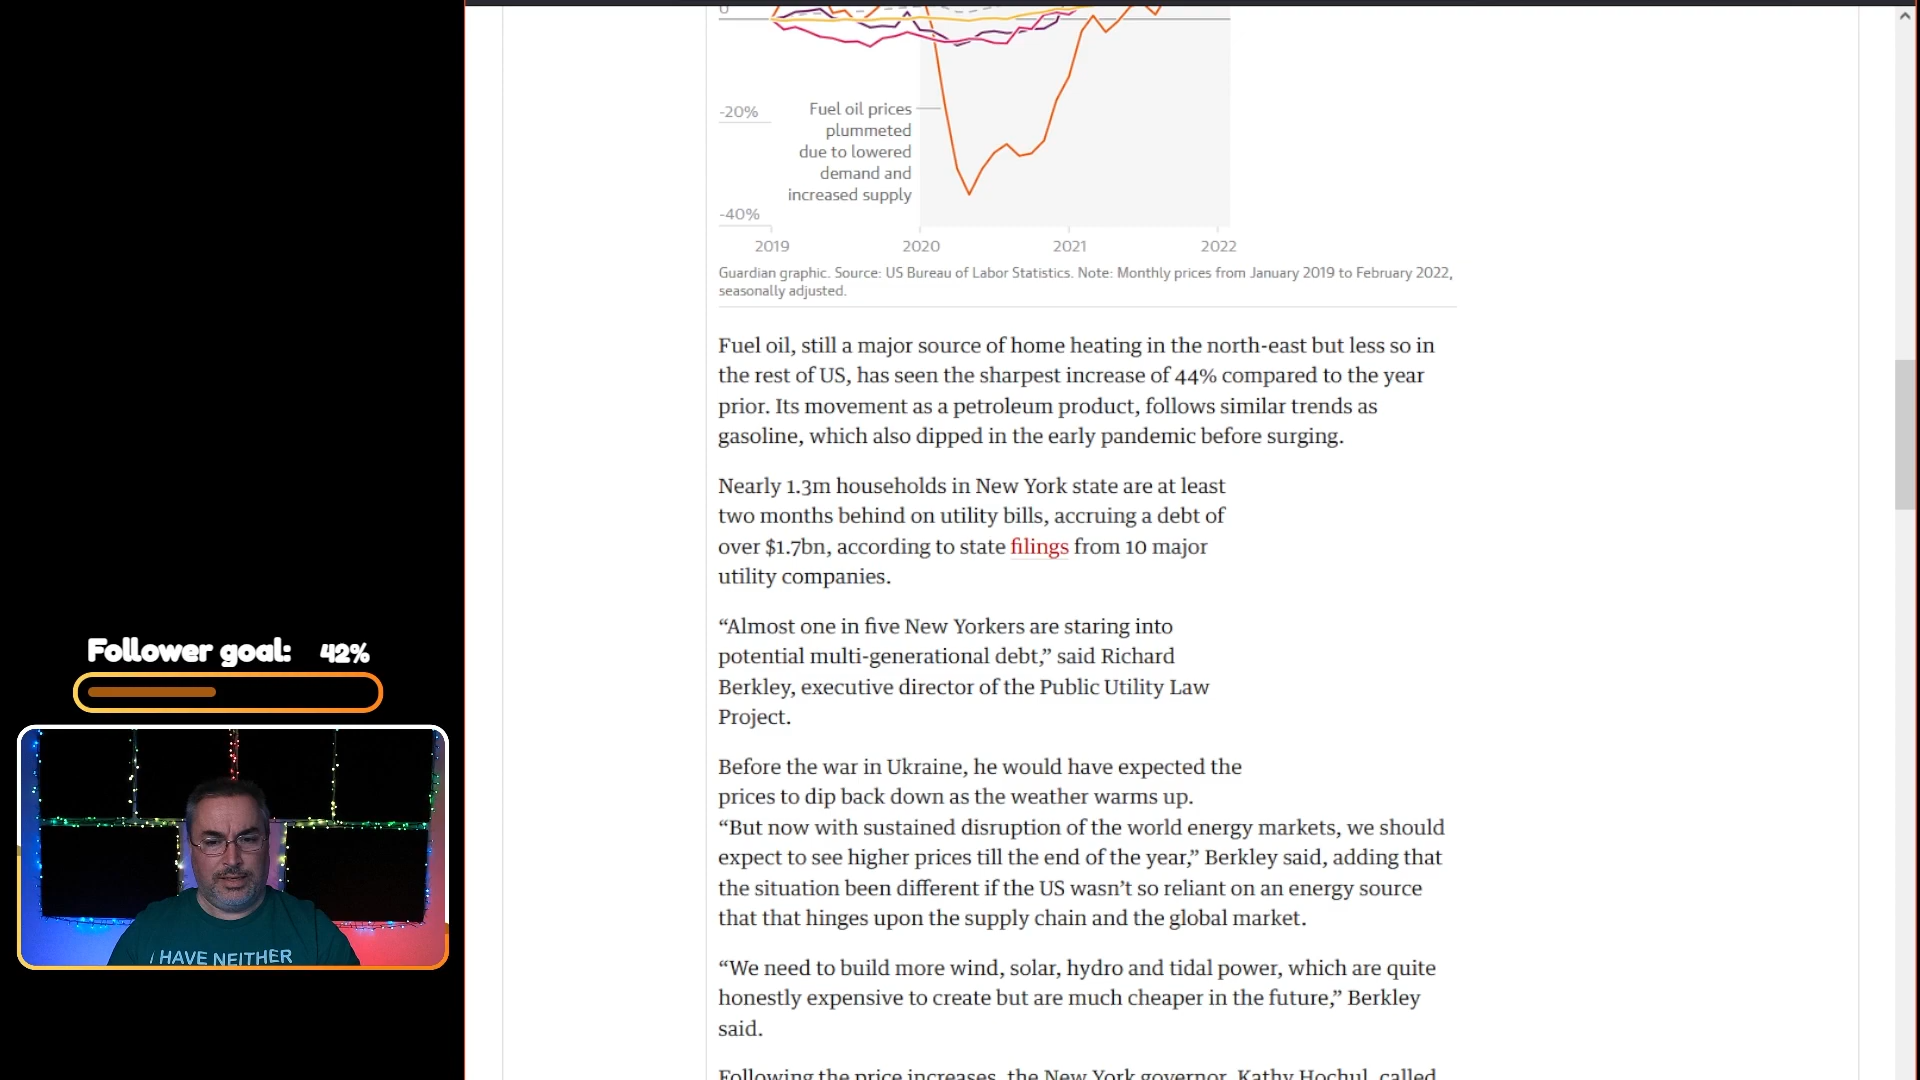 0
-20%
-40%
Fuel oil prices
plummeted
due to lowered
demand and
increased supply
2019 2020 2021 2022
Guardian graphic. Source: US Bureau of Labor Statistics. Note: Monthly prices from January 2019 to February 2022,
seasonally adjusted.
Fuel oil, still a major source of home heating in the north-east but less so in
the rest of US, has seen the sharpest increase of 44% compared to the year
prior. Its movement as a petroleum product, follows similar trends as
gasoline, which also dipped in the early pandemic before surging.
Nearly 1.3m households in New York state are at least
two months behind on utility bills, accruing a debt of
over $1.7bn, according to state filings from 10 major
utility companies.
“Almost one in five New Yorkers are staring into
potential multi-generational debt,” said Richard
Berkley, executive director of the Public Utility Law
Project.
Before the war in Ukraine, he would have expected the
prices to dip back down as the weather warms up.
“But now with sustained disruption of the world energy markets, we should
expect to see higher prices till the end of the year,” Berkley said, adding that
the situation been different if the US wasn’t so reliant on an energy source
that that hinges upon the supply chain and the global market.
“We need to build more wind, solar, hydro and tidal power, which are quite
honestly expensive to create but are much cheaper in the future,” Berkley
said.
Following the price increases, the New York governor, Kathy Hochul, called
Follower goal: 42%
I HAVE NEITHER